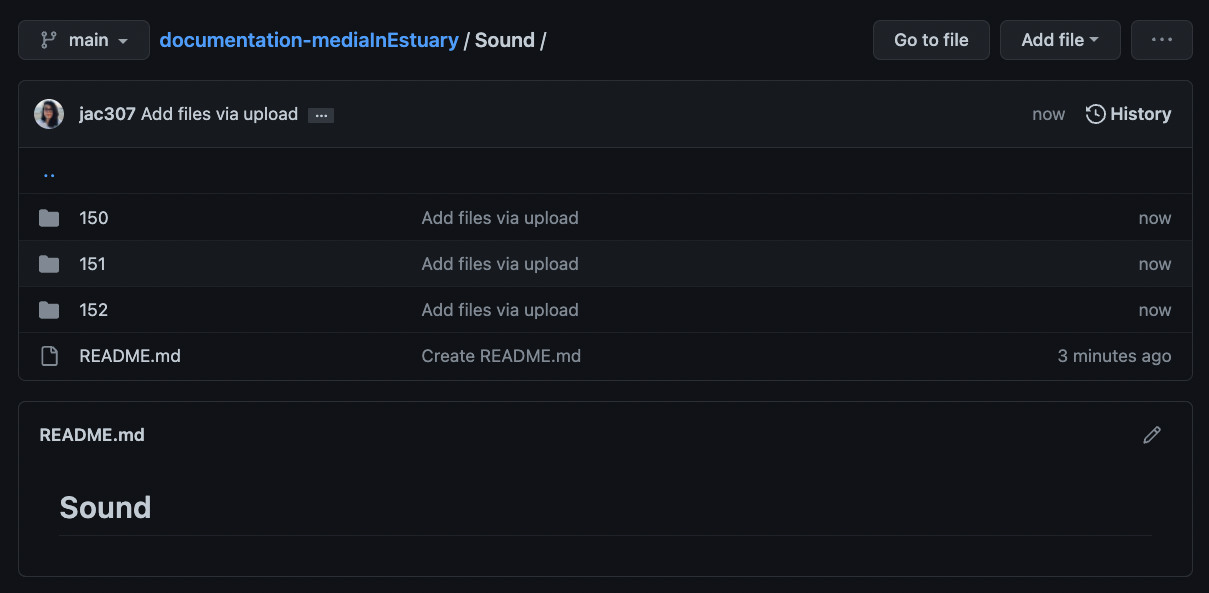 main documentation-mediaInEstuary / Sound / Go to file Add file ...
jac307 Add files via upload ... now History
..
150 Add files via upload now
151 Add files via upload now
152 Add files via upload now
README.md Create README.md 3 minutes ago
README.md
Sound